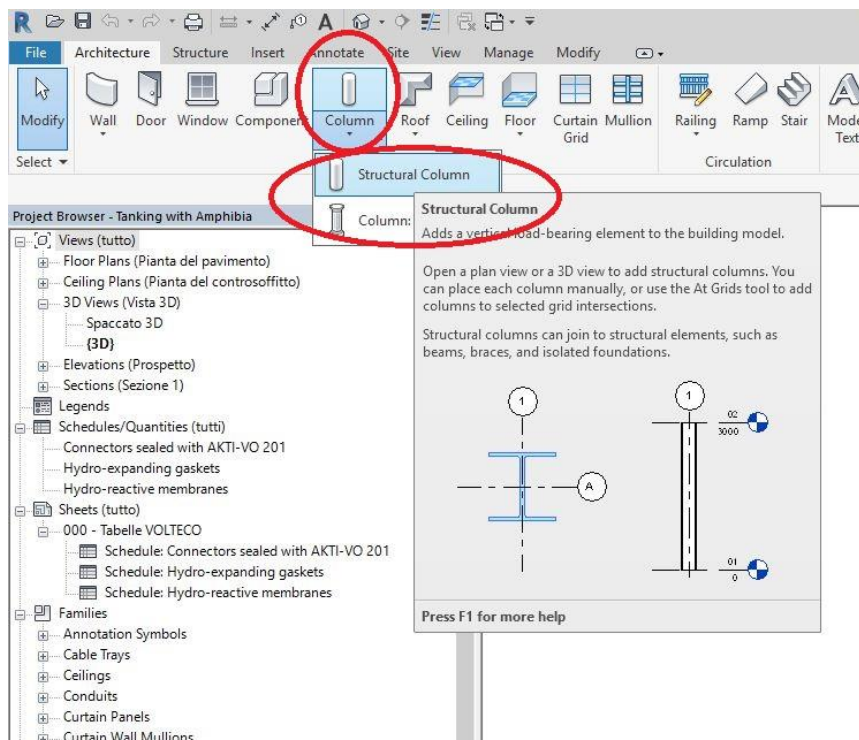 File Architecture Structure Insert Annotate Site View Manage Modify
Modify Wall Door Window Component Column Roof Ceiling Floor Curtain Grid Mullion Railing Ramp Stair Model Text
Select Circulation
Structural Column
Column:
Project Browser - Tanking with Amphibia
Views (tutto)
Floor Plans (Pianta del pavimento)
Ceiling Plans (Pianta del controsoffitto)
3D Views (Vista 3D)
Spaccato 3D
{3D}
Elevations (Prospetto)
Sections (Sezione 1)
Legends
Schedules/Quantities (tutti)
Connectors sealed with AKTI-VO 201
Hydro-expanding gaskets
Hydro-reactive membranes
Sheets (tutto)
000 - Tabelle VOLTECO
Schedule: Connectors sealed with AKTI-VO 201
Schedule: Hydro-expanding gaskets
Schedule: Hydro-reactive membranes
Families
Annotation Symbols
Cable Trays
Ceilings
Conduits
Curtain Panels
Curtain Wall Mullions
Structural Column
Adds a vertical load-bearing element to the building model.
Open a plan view or a 3D view to add structural columns. You
can place each column manually, or use the At Grids tool to add
columns to selected grid intersections.
Structural columns can join to structural elements, such as
beams, braces, and isolated foundations.
1
A
1
02
3000
01
0
Press F1 for more help